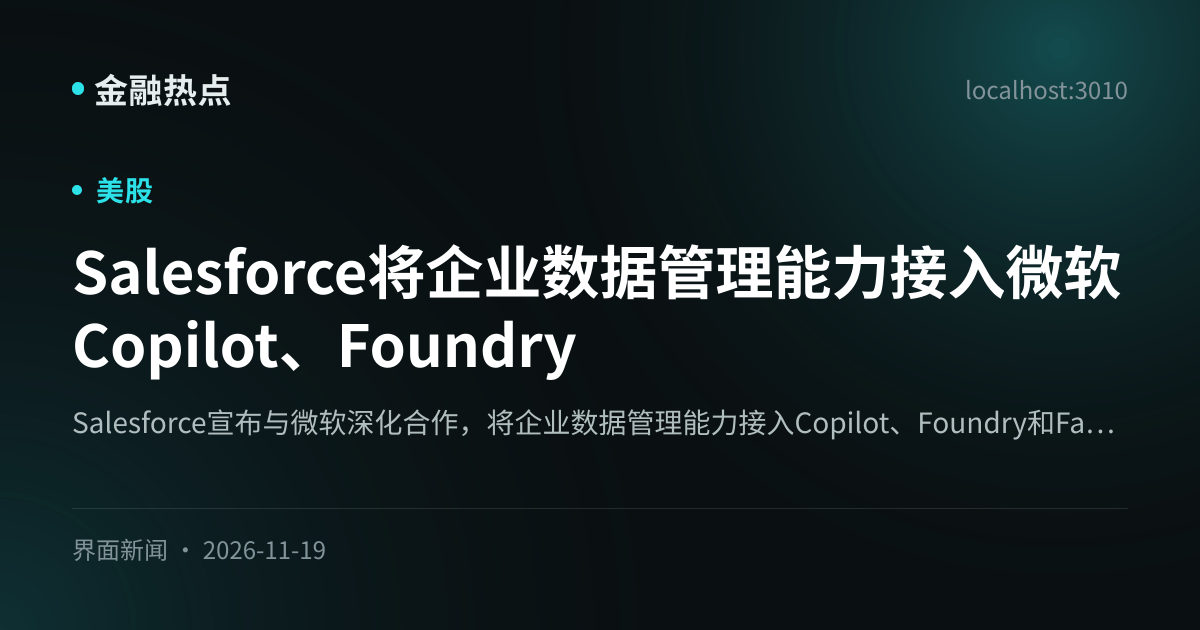 金融热点
localhost:3010
美股
Salesforce将企业数据管理能力接入微软
Copilot、Foundry
Salesforce宣布与微软深化合作，将企业数据管理能力接入Copilot、Foundry和Fa…
界面新闻 · 2026-11-19